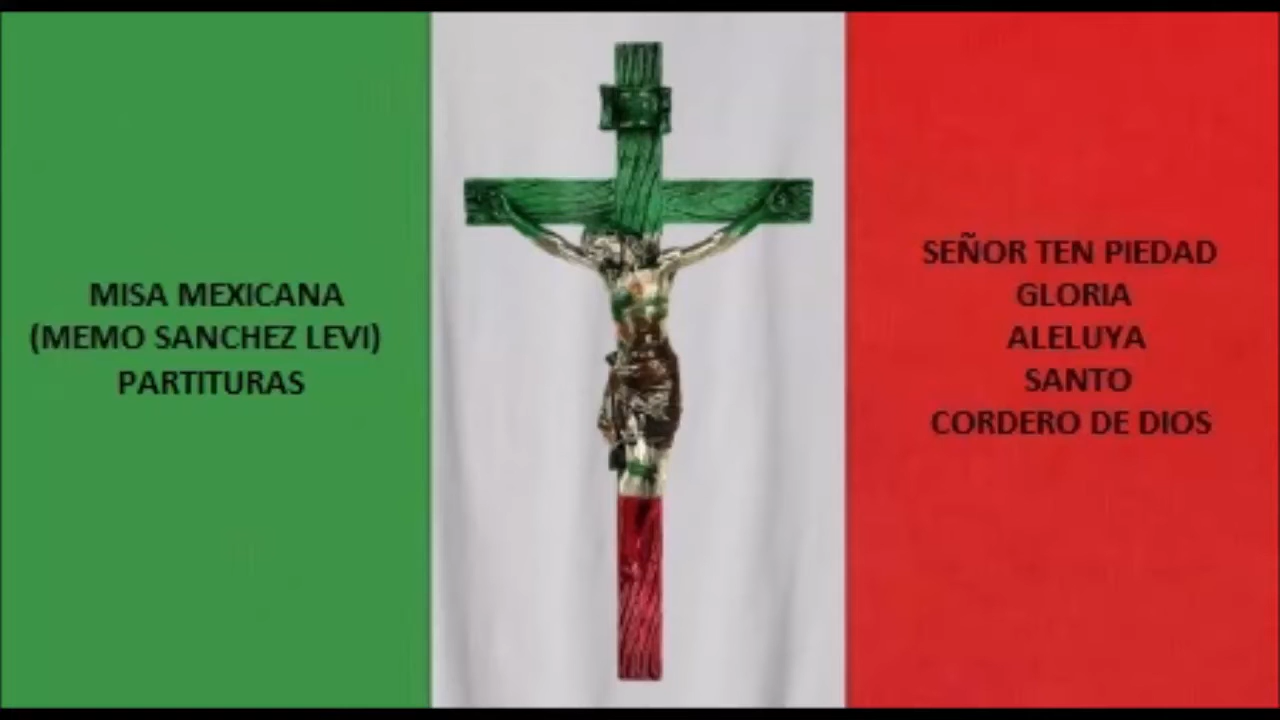 MISA MEXICANA
(MEMO SANCHEZ LEVI)
PARTITURAS
SEÑOR TEN PIEDAD
GLORIA
ALELUYA
SANTO
CORDERO DE DIOS